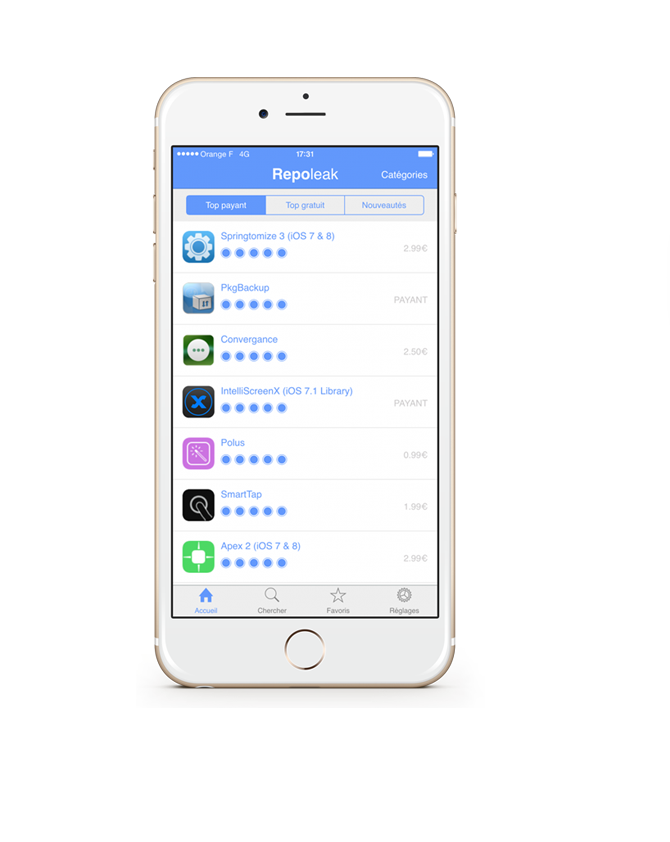 Orange F 4G 17:31
Repoleak Catégories
Top payant Top gratuit Nouveautés
Springtomize 3 (iOS 7 & 8)
2.99€
PkgBackup
PAYANT
Convergance
2.50€
IntelliScreenX (iOS 7.1 Library)
PAYANT
Polus
0.99€
SmartTap
1.99€
Apex 2 (iOS 7 & 8)
2.99€
Accueil Chercher Favoris Réglages